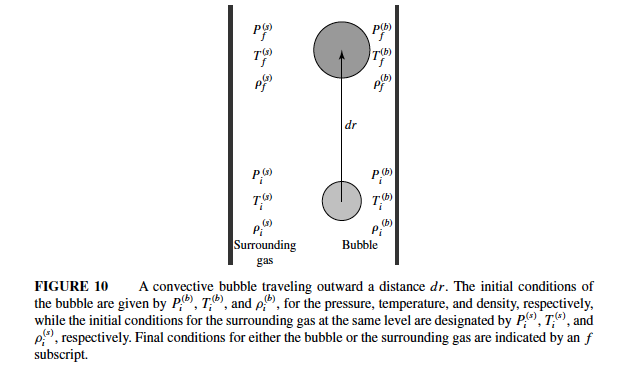 P_f^(s) P_f^(b)
T_f^(s) T_f^(b)
ρ_f^(s) ρ_f^(b)
dr
P_i^(s) P_i^(b)
T_i^(s) T_i^(b)
ρ_i^(s) ρ_i^(b)
Surrounding Bubble
gas
FIGURE 10 A convective bubble traveling outward a distance dr. The initial conditions of
the bubble are given by P_i^(b), T_i^(b), and ρ_i^(b), for the pressure, temperature, and density, respectively,
while the initial conditions for the surrounding gas at the same level are designated by P_i^(s), T_i^(s), and
ρ_i^(s), respectively. Final conditions for either the bubble or the surrounding gas are indicated by an f
subscript.